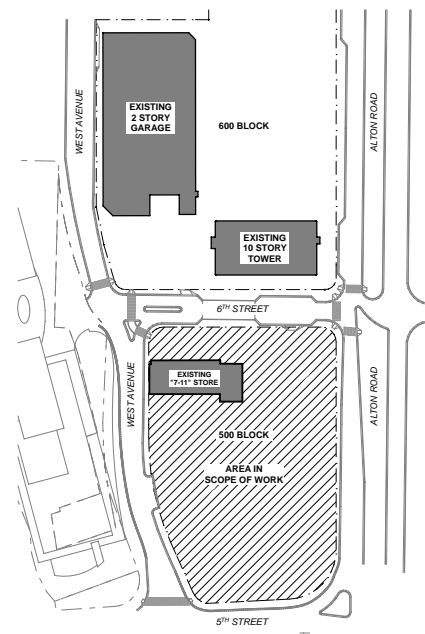 WEST AVENUE
EXISTING
2 STORY
GARAGE
600 BLOCK
ALTON ROAD
EXISTING
10 STORY
TOWER
6TH STREET
WEST AVENUE
EXISTING
"7-11" STORE
500 BLOCK
AREA IN
SCOPE OF WORK
ALTON ROAD
5TH STREET